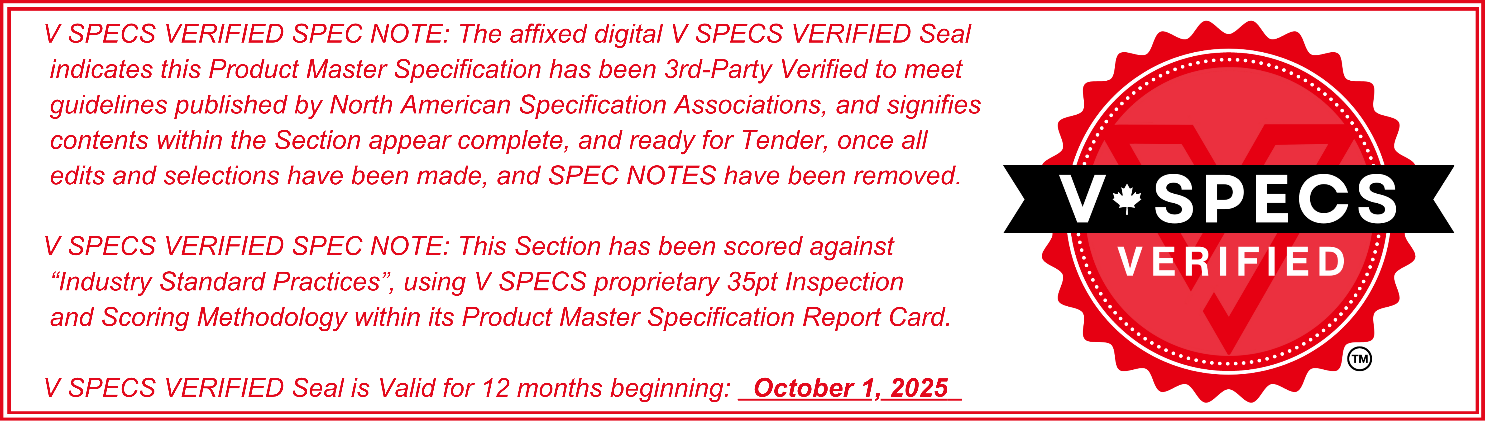 V SPECS VERIFIED SPEC NOTE: The affixed digital V SPECS VERIFIED Seal
indicates this Product Master Specification has been 3rd-Party Verified to meet
guidelines published by North American Specification Associations, and signifies
contents within the Section appear complete, and ready for Tender, once all
edits and selections have been made, and SPEC NOTES have been removed.
V SPECS VERIFIED SPEC NOTE: This Section has been scored against
“Industry Standard Practices”, using V SPECS proprietary 35pt Inspection
and Scoring Methodology within its Product Master Specification Report Card.
V SPECS VERIFIED Seal is Valid for 12 months beginning: October 1, 2025
V SPECS
VERIFIED
TM